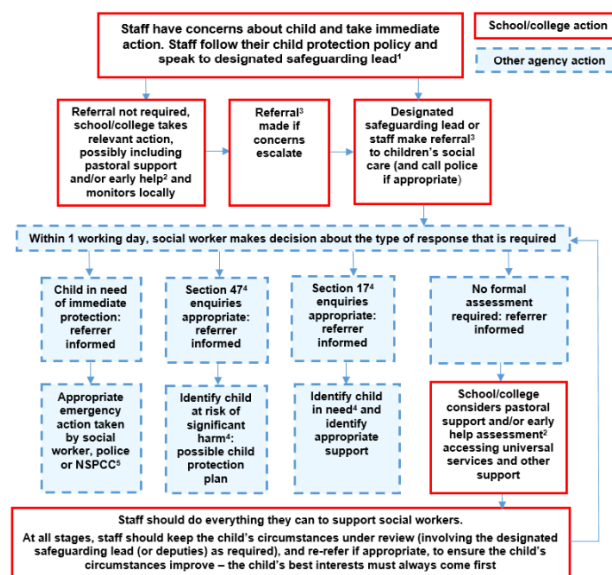 Staff have concerns about child and take immediate
action. Staff follow their child protection policy and
speak to designated safeguarding lead¹
School/college action
Other agency action
Referral not required,
school/college takes
relevant action,
possibly including
pastoral support
and/or early help² and
monitors locally
Referral³
made if
concerns
escalate
Designated
safeguarding lead or
staff make referral³
to children's social
care (and call police
if appropriate)
Within 1 working day, social worker makes decision about the type of response that is required
Child in need
of immediate
protection:
referrer
informed
Section 47⁴
enquiries
appropriate:
referrer
informed
Section 17⁴
enquiries
appropriate:
referrer
informed
No formal
assessment
required: referrer
informed
Appropriate
emergency
action taken
by social
worker, police
or NSPCC⁵
Identify child
at risk of
significant
harm⁴:
possible child
protection
plan
Identify child
in need⁴ and
identify
appropriate
support
School/college
considers pastoral
support and/or early
help assessment²
accessing universal
services and other
support
Staff should do everything they can to support social workers.
At all stages, staff should keep the child's circumstances under review (involving the designated
safeguarding lead (or deputies) as required), and re-refer if appropriate, to ensure the child's
circumstances improve – the child's best interests must always come first